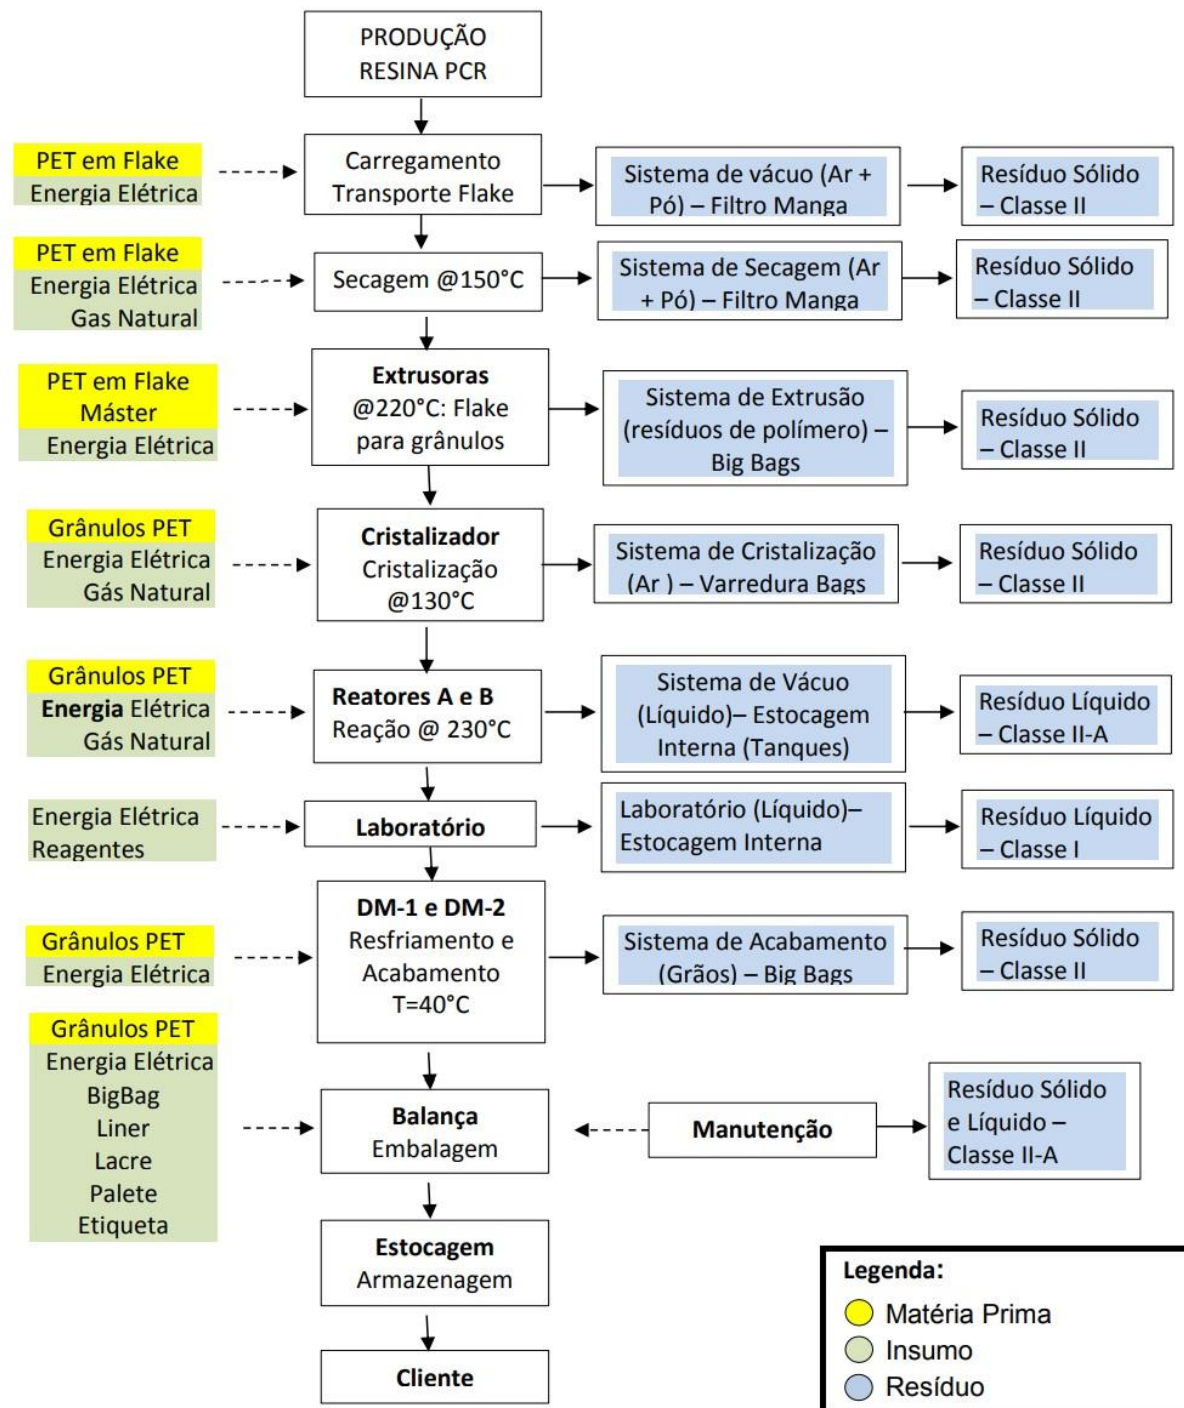 PRODUÇÃO
RESINA PCR
PET em Flake
Energia Elétrica
Carregamento
Transporte Flake
Sistema de vácuo (Ar +
Pó) – Filtro Manga
Resíduo Sólido
– Classe II
PET em Flake
Energia Elétrica
Gas Natural
Secagem @150°C
Sistema de Secagem (Ar
+ Pó) – Filtro Manga
Resíduo Sólido
– Classe II
PET em Flake
Máster
Energia Elétrica
Extrusoras
@220°C: Flake
para grânulos
Sistema de Extrusão
(resíduos de polímero) –
Big Bags
Resíduo Sólido
– Classe II
Grânulos PET
Energia Elétrica
Gás Natural
Cristalizador
Cristalização
@130°C
Sistema de Cristalização
(Ar ) – Varredura Bags
Resíduo Sólido
– Classe II
Grânulos PET
Energia Elétrica
Gás Natural
Reatores A e B
Reação @ 230°C
Sistema de Vácuo
(Líquido)– Estocagem
Interna (Tanques)
Resíduo Líquido
– Classe II-A
Energia Elétrica
Reagentes
Laboratório
Laboratório (Líquido)–
Estocagem Interna
Resíduo Líquido
– Classe I
Grânulos PET
Energia Elétrica
DM-1 e DM-2
Resfriamento e
Acabamento
T=40°C
Sistema de Acabamento
(Grãos) – Big Bags
Resíduo Sólido
– Classe II
Grânulos PET
Energia Elétrica
BigBag
Liner
Lacre
Palete
Etiqueta
Balança
Embalagem
Manutenção
Resíduo Sólido
e Líquido –
Classe II-A
Estocagem
Armazenagem
Cliente
Legenda:
Matéria Prima
Insumo
Resíduo